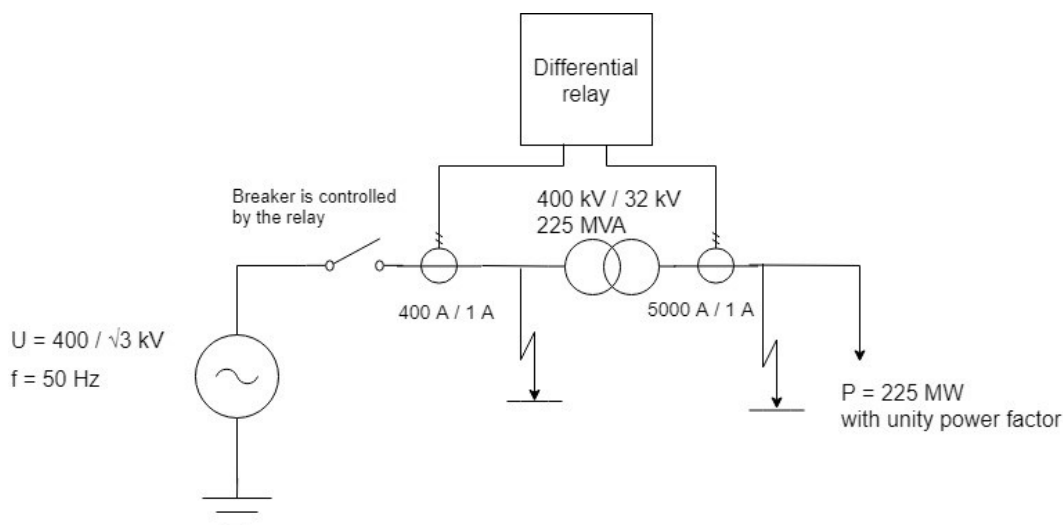 Differential
relay
Breaker is controlled
by the relay
400 kV / 32 kV
225 MVA
400 A / 1 A
5000 A / 1 A
U = 400 / √3 kV
f = 50 Hz
P = 225 MW
with unity power factor